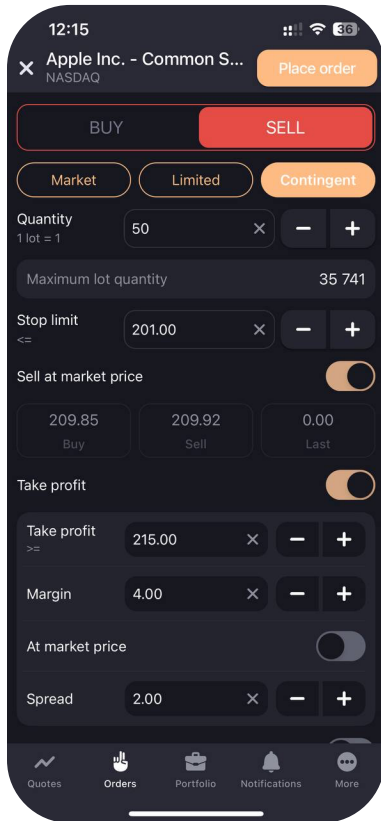 12:15
36
Apple Inc. - Common S...
NASDAQ
Place order
BUY
SELL
Market
Limited
Contingent
Quantity
1 lot = 1
50
Maximum lot quantity
35 741
Stop limit
<=
201.00
Sell at market price
209.85
Buy
209.92
Sell
0.00
Last
Take profit
Take profit
>=
215.00
Margin
4.00
At market price
Spread
2.00
Quotes
Orders
Portfolio
Notifications
More